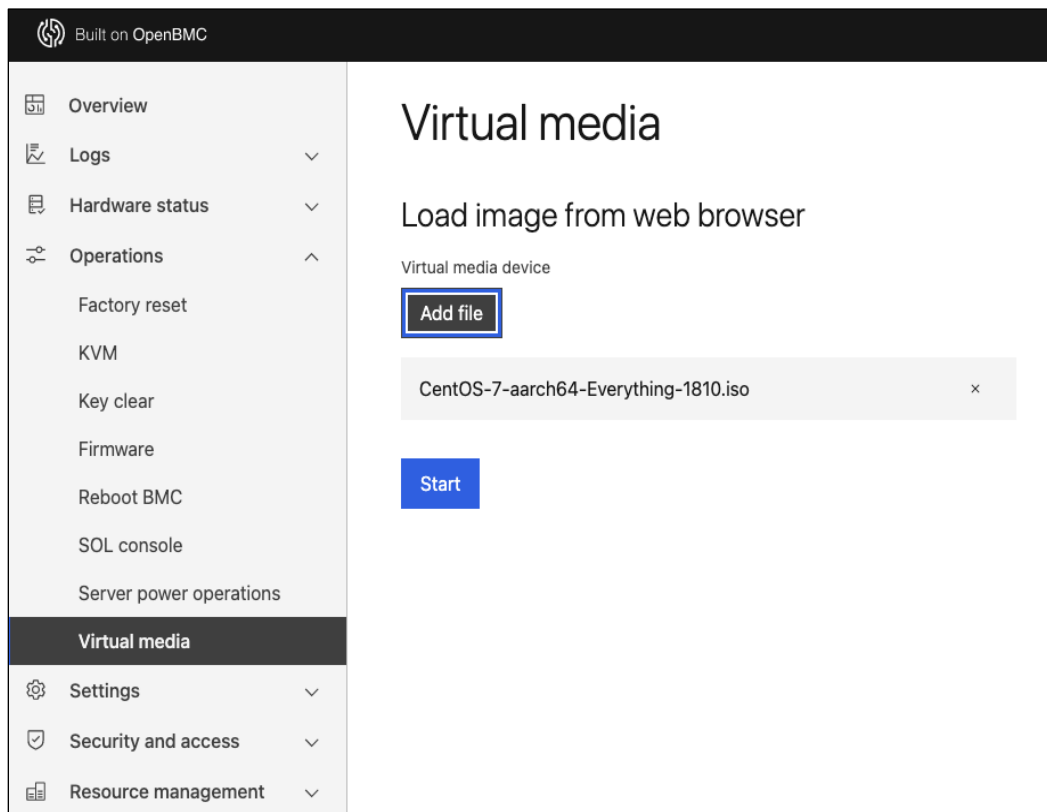 Built on OpenBMC
Overview
Logs
Hardware status
Operations
Factory reset
KVM
Key clear
Firmware
Reboot BMC
SOL console
Server power operations
Virtual media
Settings
Security and access
Resource management
Virtual media
Load image from web browser
Virtual media device
Add file
CentOS-7-aarch64-Everything-1810.iso
Start